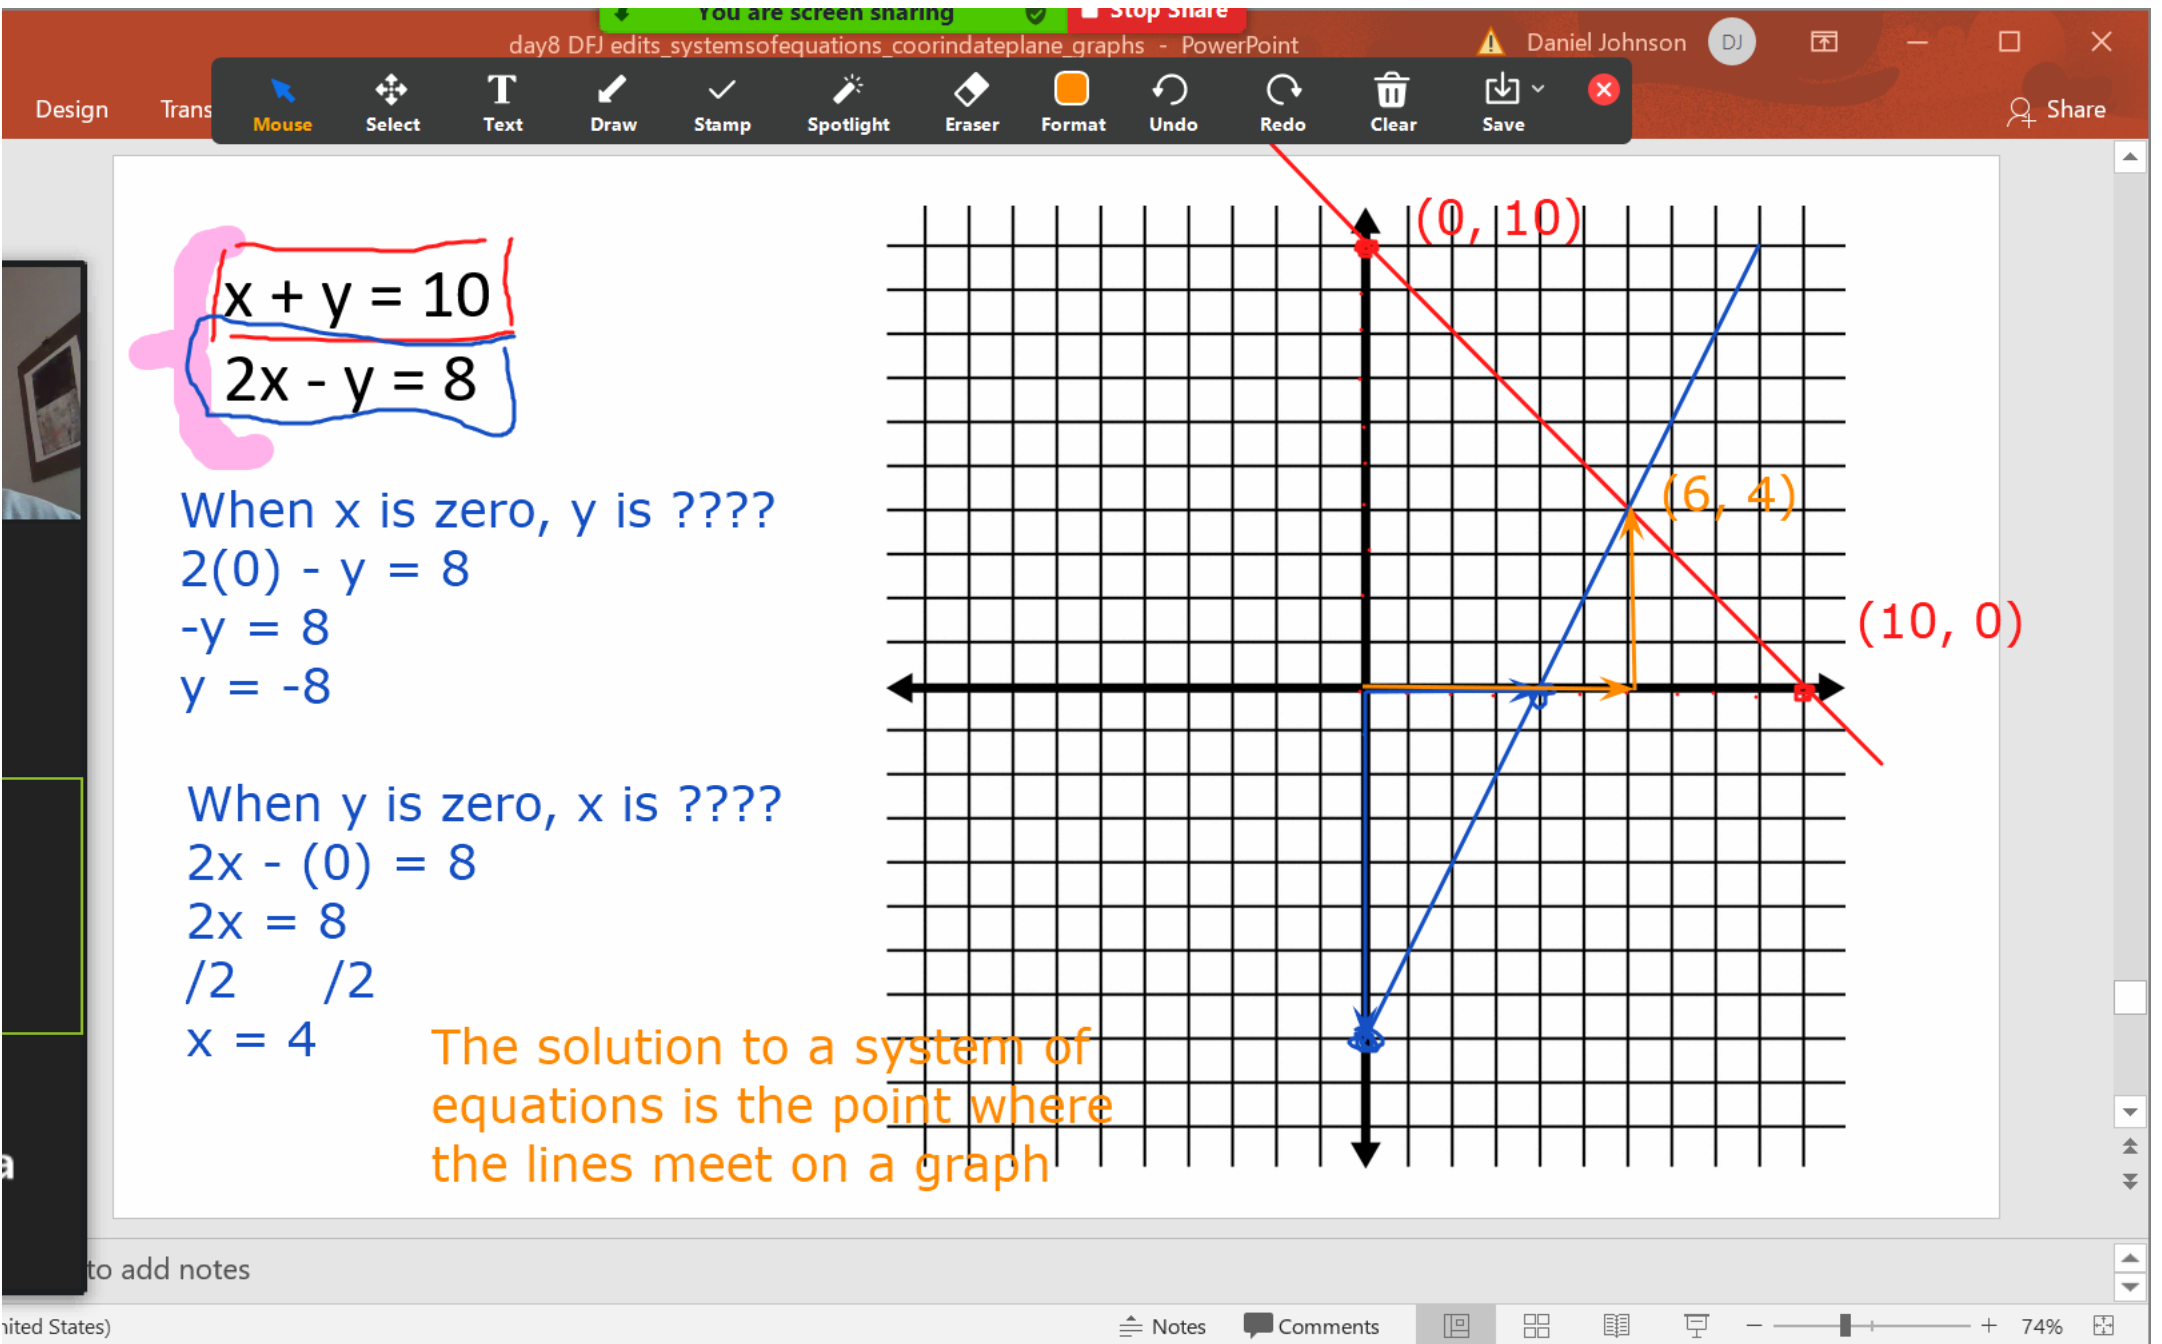 You are screen sharing
Stop Share
day8 DFJ edits_systemsofequations_coorindateplane_graphs - PowerPoint
Daniel Johnson
DJ
Design
Trans
Mouse
Select
Text
Draw
Stamp
Spotlight
Eraser
Format
Undo
Redo
Clear
Save
Share
x + y = 10
2x - y = 8
When x is zero, y is ????
2(0) - y = 8
-y = 8
y = -8
When y is zero, x is ????
2x - (0) = 8
2x = 8
/2 /2
x = 4
The solution to a system of
equations is the point where
the lines meet on a graph
(0, 10)
(6, 4)
(10, 0)
a
to add notes
nited States)
Notes
Comments
74%